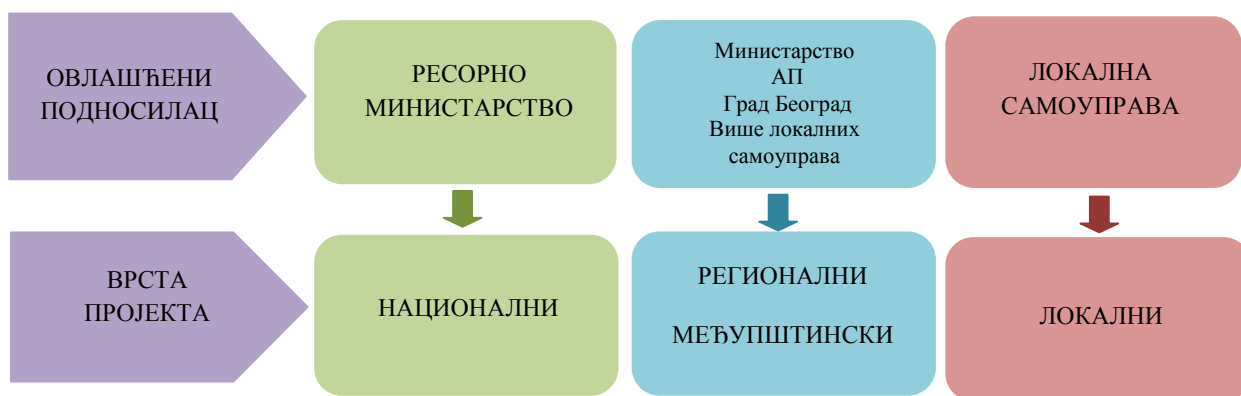 ОВЛАШЋЕНИ
ПОДНОСИЛАЦ
РЕСОРНО
МИНИСТАРСТВО
Министарство
АП
Град Београд
Више локалних
самоуправа
ЛОКАЛНА
САМОУПРАВА
ВРСТА
ПРОЈЕКТА
НАЦИОНАЛНИ
РЕГИОНАЛНИ
МЕЂУПШТИНСКИ
ЛОКАЛНИ